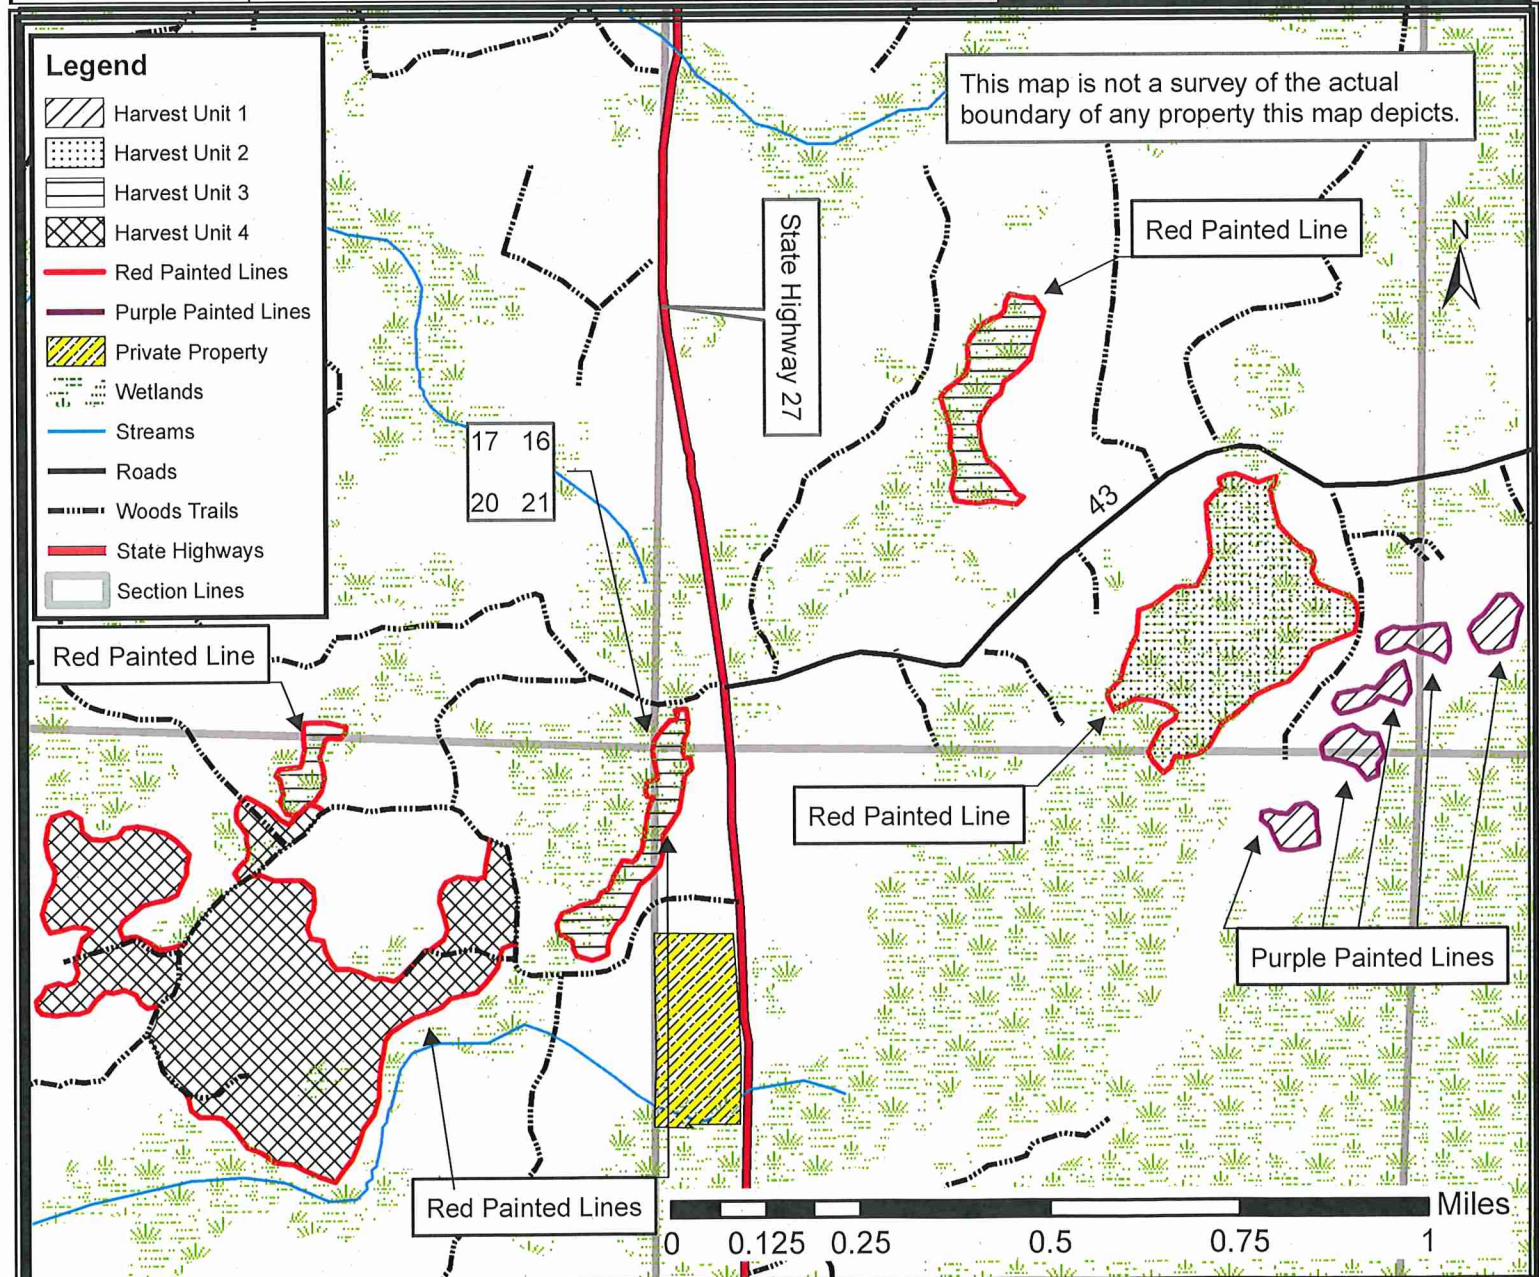 Legend
Harvest Unit 1
Harvest Unit 2
Harvest Unit 3
Harvest Unit 4
Red Painted Lines
Purple Painted Lines
Private Property
Wetlands
Streams
Roads
Woods Trails
State Highways
Section Lines
This map is not a survey of the actual
boundary of any property this map depicts.
Red Painted Line
N
State Highway 27
17 16
20 21
43
Red Painted Line
Red Painted Line
Purple Painted Lines
Red Painted Lines
Miles
0 0.125 0.25 0.5 0.75 1